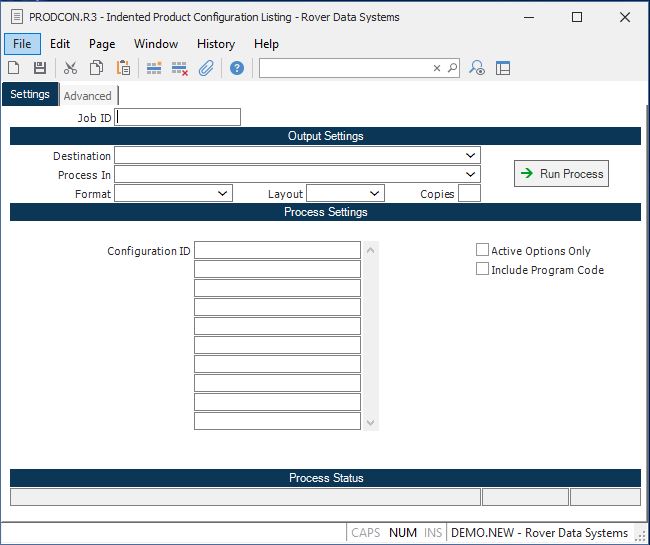 PRODCON.R3 - Indented Product Configuration Listing - Rover Data Systems
File Edit Page Window History Help
Settings Advanced
Job ID
Output Settings
Destination
Process In
Run Process
Format Layout Copies
Process Settings
Configuration ID
Active Options Only
Include Program Code
Process Status
CAPS NUM INS DEMO.NEW - Rover Data Systems